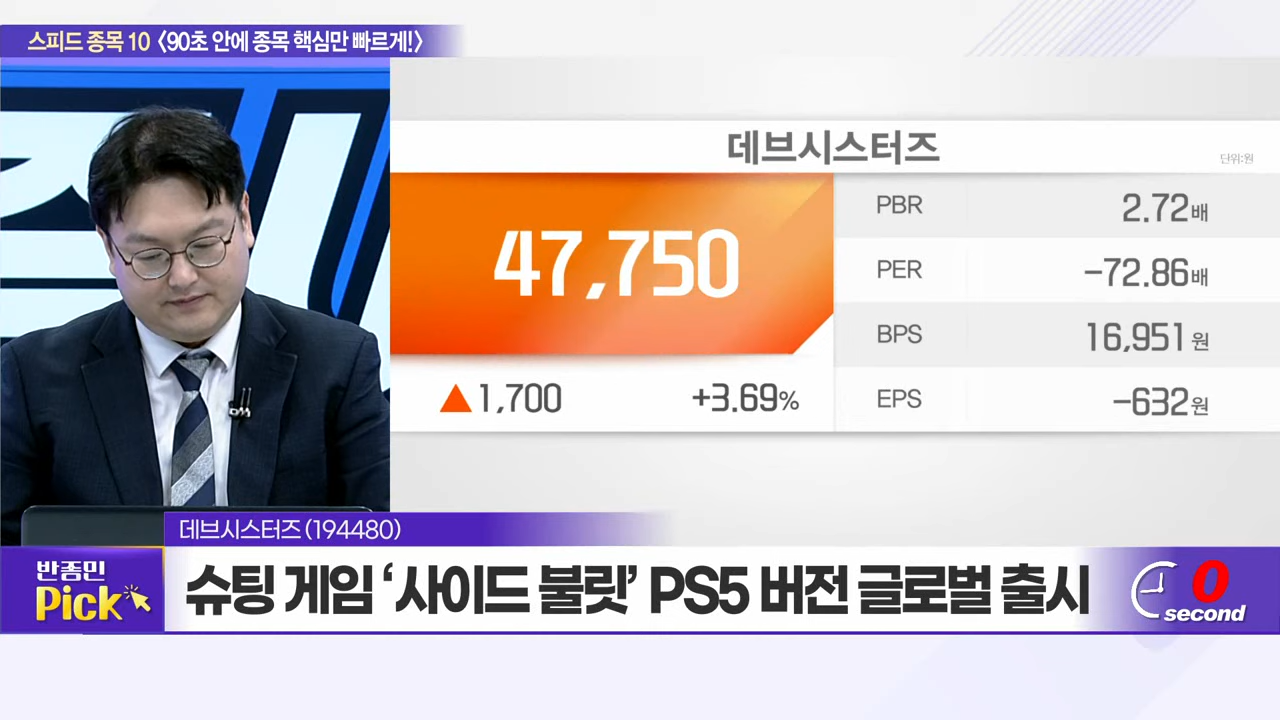 스피드 종목 10 〈90초 안에 종목 핵심만 빠르게!〉
데브시스터즈
단위:원
47,750
▲1,700 +3.69%
PBR 2.72배
PER -72.86배
BPS 16,951원
EPS -632원
데브시스터즈 (194480)
반종민
Pick
슈팅 게임 ‘사이드 불릿’ PS5 버전 글로벌 출시
0
second